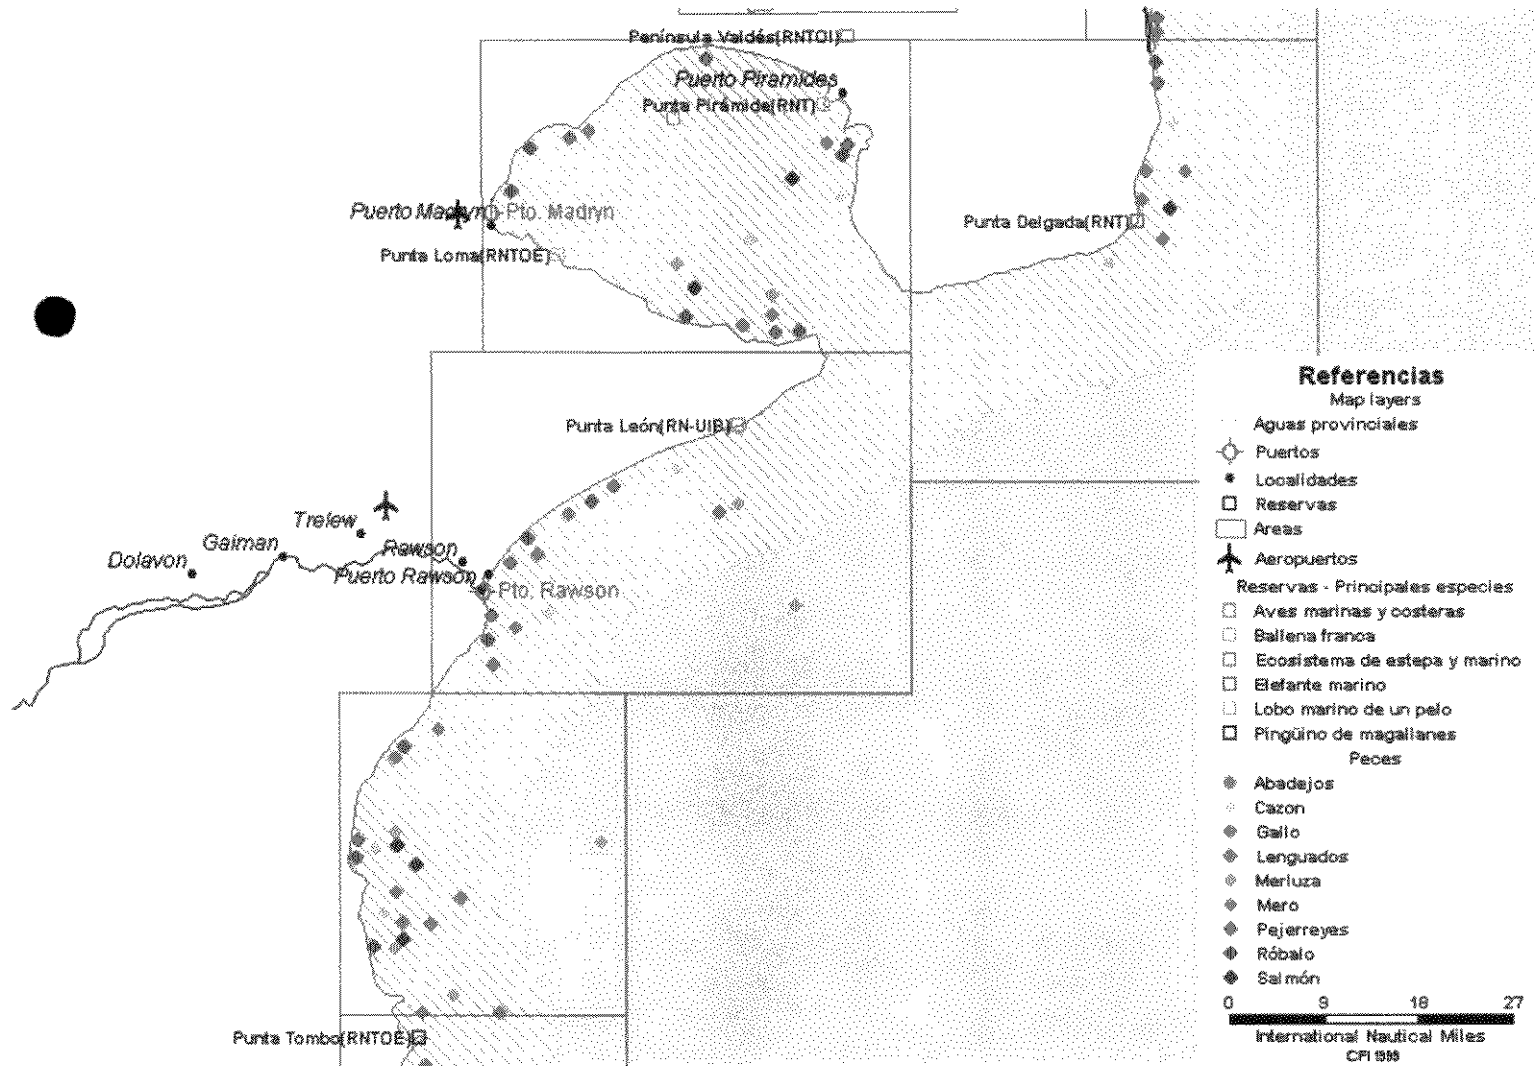 Península Valdés(RNTOI)
Puerto Piramides
Punta Pirámide(RNT)
Puerto Madryn
Pto. Madryn
Punta Delgada(RNT)
Punta Loma(RNTOE)
Punta León(RN-UIB)
Trelew
Gaiman
Rawson
Dolavon
Puerto Rawson
Pto. Rawson
Punta Tombo(RNTOE)
Referencias
Map layers
Aguas provinciales
Puertos
Localidades
Reservas
Areas
Aeropuertos
Reservas - Principales especies
Aves marinas y costeras
Ballena franca
Ecosistema de estepa y marino
Elefante marino
Lobo marino de un pelo
Pingüino de magallanes
Peces
Abadejos
Cazon
Gallo
Lenguados
Merluza
Mero
Pejerreyes
Róbalo
Salmón
0 9 18 27
International Nautical Miles